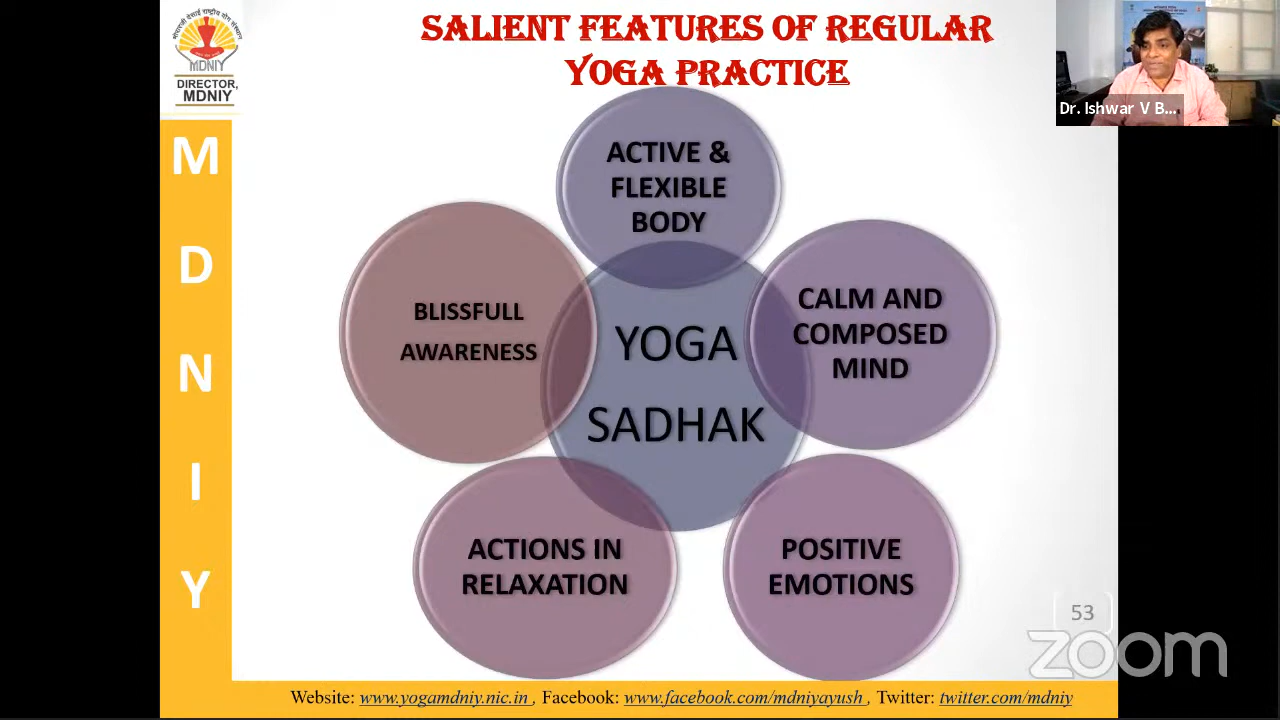 SALIENT FEATURES OF REGULAR
YOGA PRACTICE
मोरारजी देसाई राष्ट्रीय योग संस्थान
MDNIY
DIRECTOR,
MDNIY
Dr. Ishwar V B...
M
D
N
I
Y
ACTIVE &
FLEXIBLE
BODY
BLISSFULL
AWARENESS
CALM AND
COMPOSED
MIND
YOGA
SADHAK
ACTIONS IN
RELAXATION
POSITIVE
EMOTIONS
53
zoom
Website: www.yogamdniy.nic.in , Facebook: www.facebook.com/mdniyayush , Twitter: twitter.com/mdniy